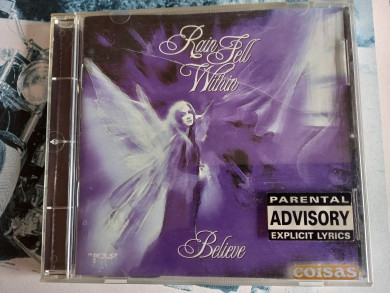 Rain Fell
Within
PARENTAL
ADVISORY
EXPLICIT LYRICS
Believe
coisas